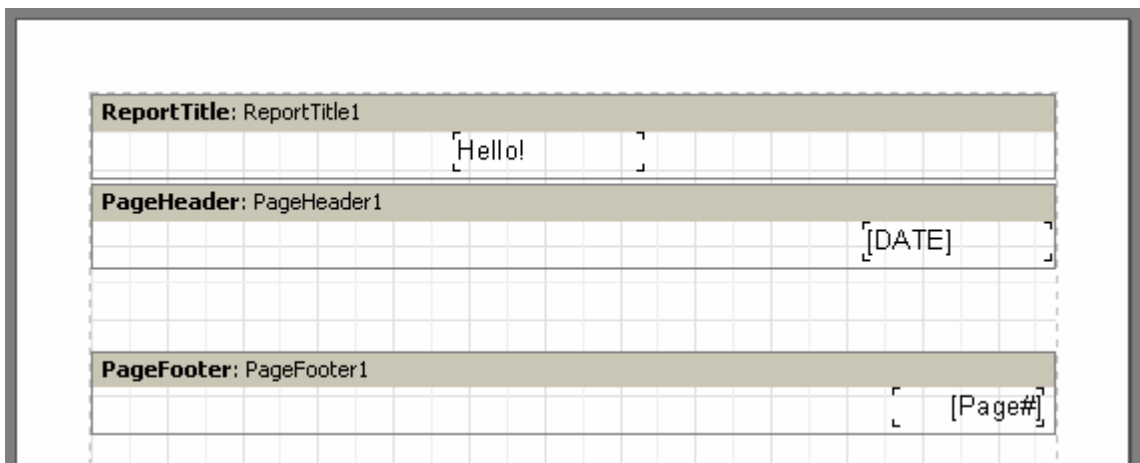 ReportTitle: ReportTitle1
Hello!
PageHeader: PageHeader1
[DATE]
PageFooter: PageFooter1
[Page#]